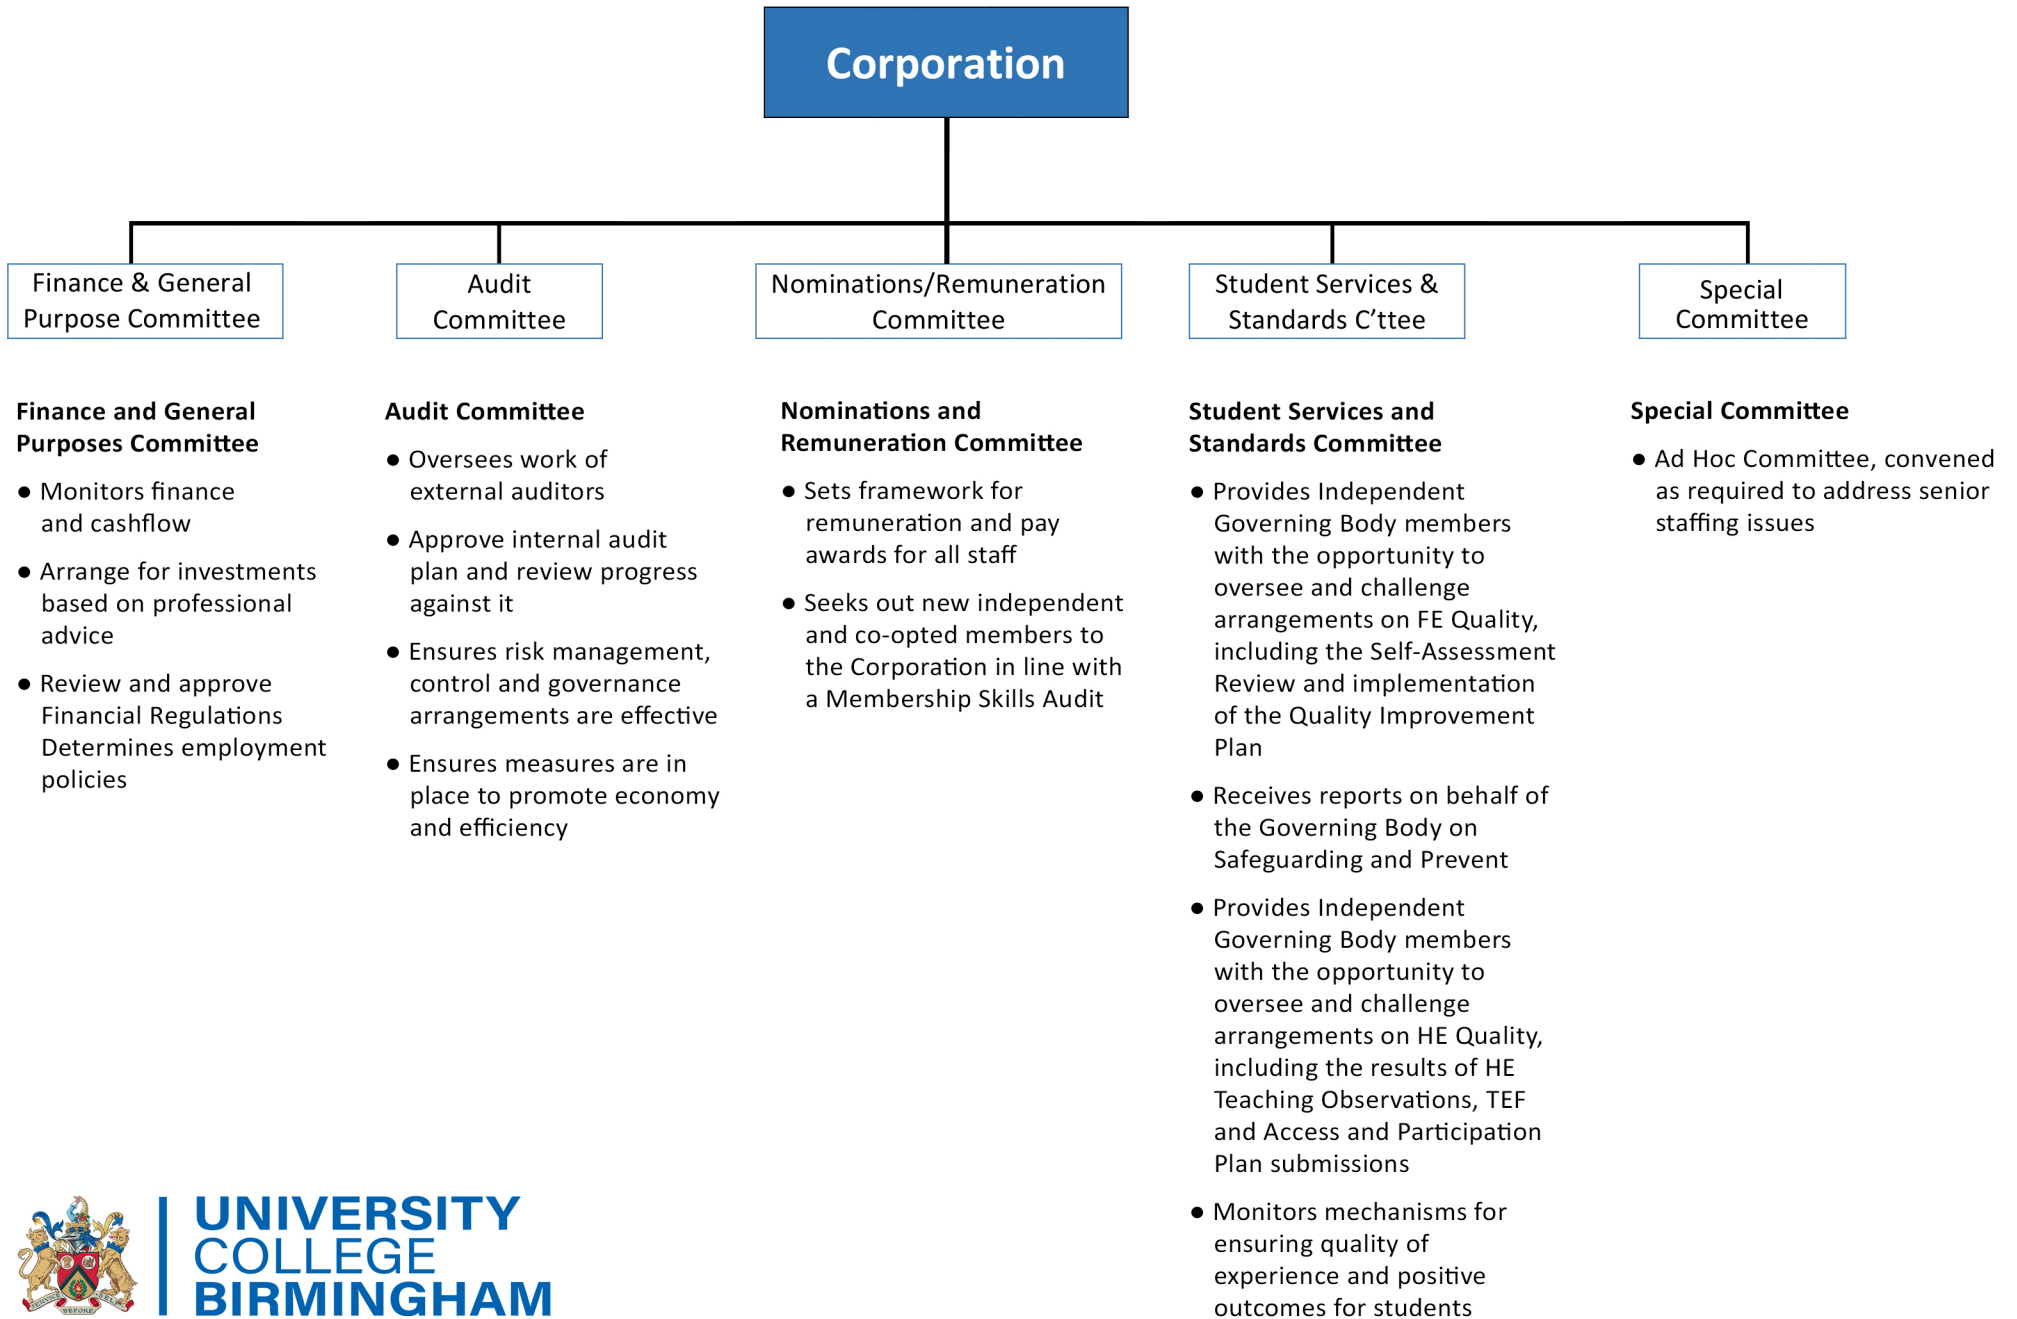 Corporation
Finance & General
Purpose Committee
Audit
Committee
Nominations/Remuneration
Committee
Student Services &
Standards C’ttee
Special
Committee
Finance and General
Purposes Committee
● Monitors finance
and cashflow
● Arrange for investments
based on professional
advice
● Review and approve
Financial Regulations
Determines employment
policies
Audit Committee
● Oversees work of
external auditors
● Approve internal audit
plan and review progress
against it
● Ensures risk management,
control and governance
arrangements are effective
● Ensures measures are in
place to promote economy
and efficiency
Nominations and
Remuneration Committee
● Sets framework for
remuneration and pay
awards for all staff
● Seeks out new independent
and co-opted members to
the Corporation in line with
a Membership Skills Audit
Student Services and
Standards Committee
● Provides Independent
Governing Body members
with the opportunity to
oversee and challenge
arrangements on FE Quality,
including the Self-Assessment
Review and implementation
of the Quality Improvement
Plan
● Receives reports on behalf of
the Governing Body on
Safeguarding and Prevent
● Provides Independent
Governing Body members
with the opportunity to
oversee and challenge
arrangements on HE Quality,
including the results of HE
Teaching Observations, TEF
and Access and Participation
Plan submissions
● Monitors mechanisms for
ensuring quality of
experience and positive
outcomes for students
Special Committee
● Ad Hoc Committee, convened
as required to address senior
staffing issues
SERVICE BEFORE SELF
UNIVERSITY
COLLEGE
BIRMINGHAM